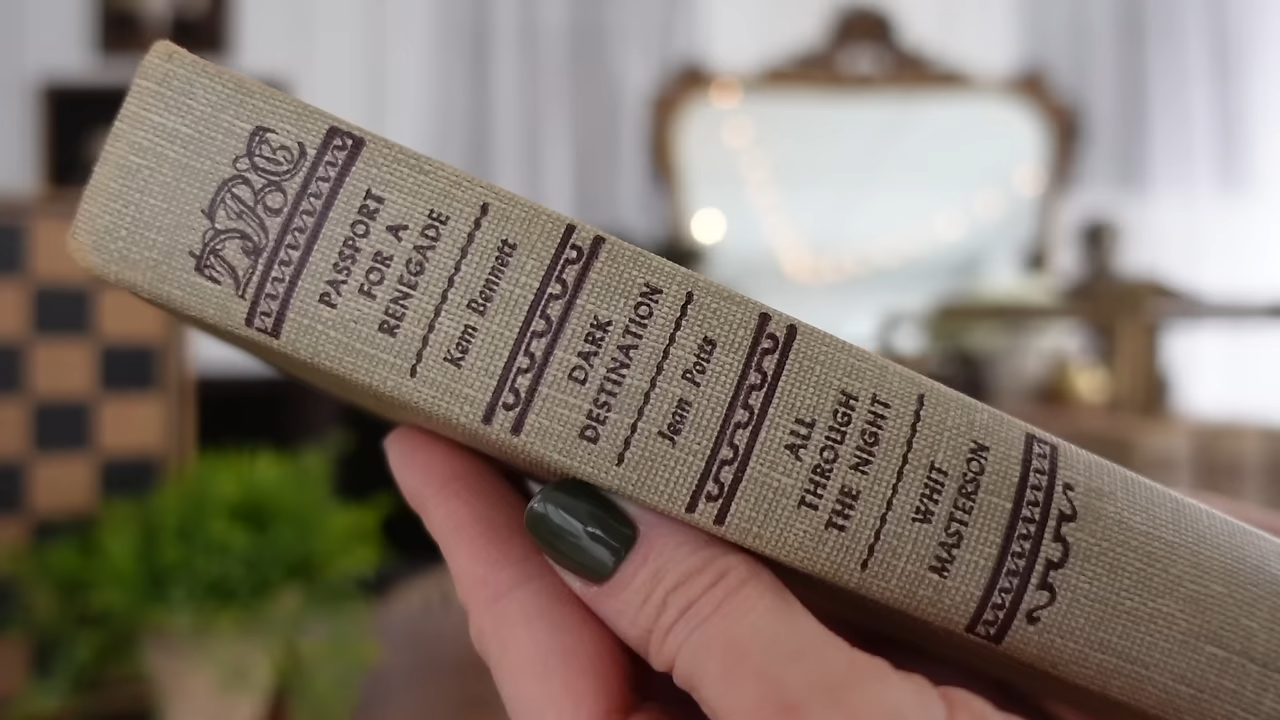 DBC
PASSPORT
FOR A
RENEGADE
Kem Bennett
DARK
DESTINATION
Jean Potts
ALL
THROUGH
THE NIGHT
WHIT
MASTERSON